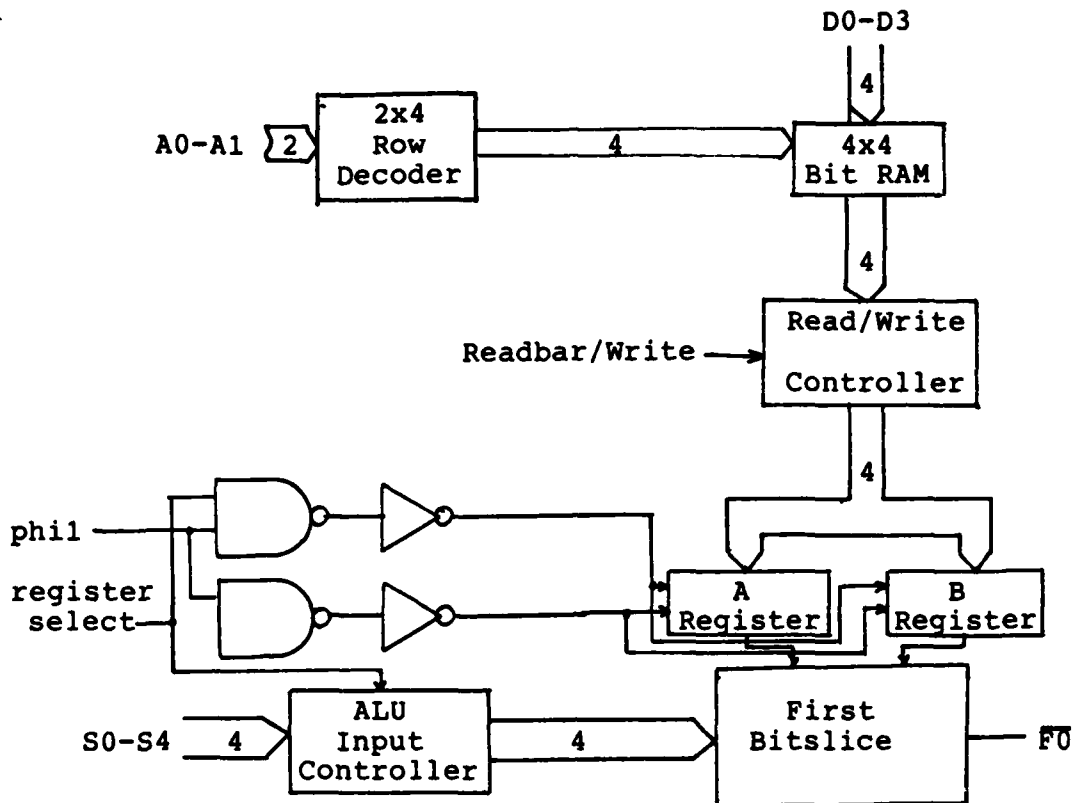 D0-D3
4
2x4
Row
Decoder
A0-A1
2
4
4x4
Bit RAM
4
Read/Write
Controller
Readbar/Write
4
phi1
register
select
A
Register
B
Register
S0-S4
4
ALU
Input
Controller
4
First
Bitslice
F0